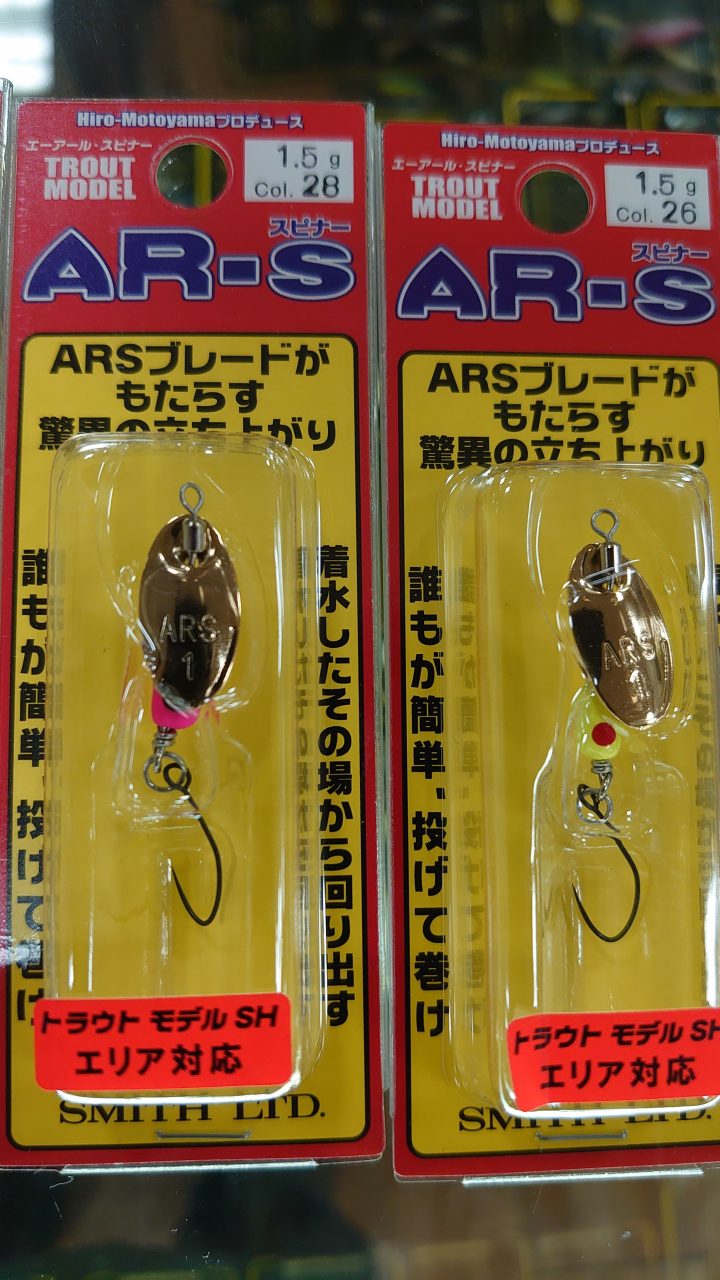 Hiro-Motoyamaプロデュース
エーアール・スピナー
TROUT
MODEL
1.5g
Col. 28
スピナー
AR-S
ARSブレードが
もたらす
驚異の立ち上がり
着水したその場から回り出す
誰もが簡単、投げて巻け
ARS
1
トラウト モデル SH
エリア対応
SMITH LTD.
Hiro-Motoyamaプロデュース
エーアール・スピナー
TROUT
MODEL
1.5g
Col. 26
スピナー
AR-S
ARSブレードが
もたらす
驚異の立ち上がり
誰もが簡単、投げて巻け
ARS
1
トラウト モデル SH
エリア対応
SMITH LTD.